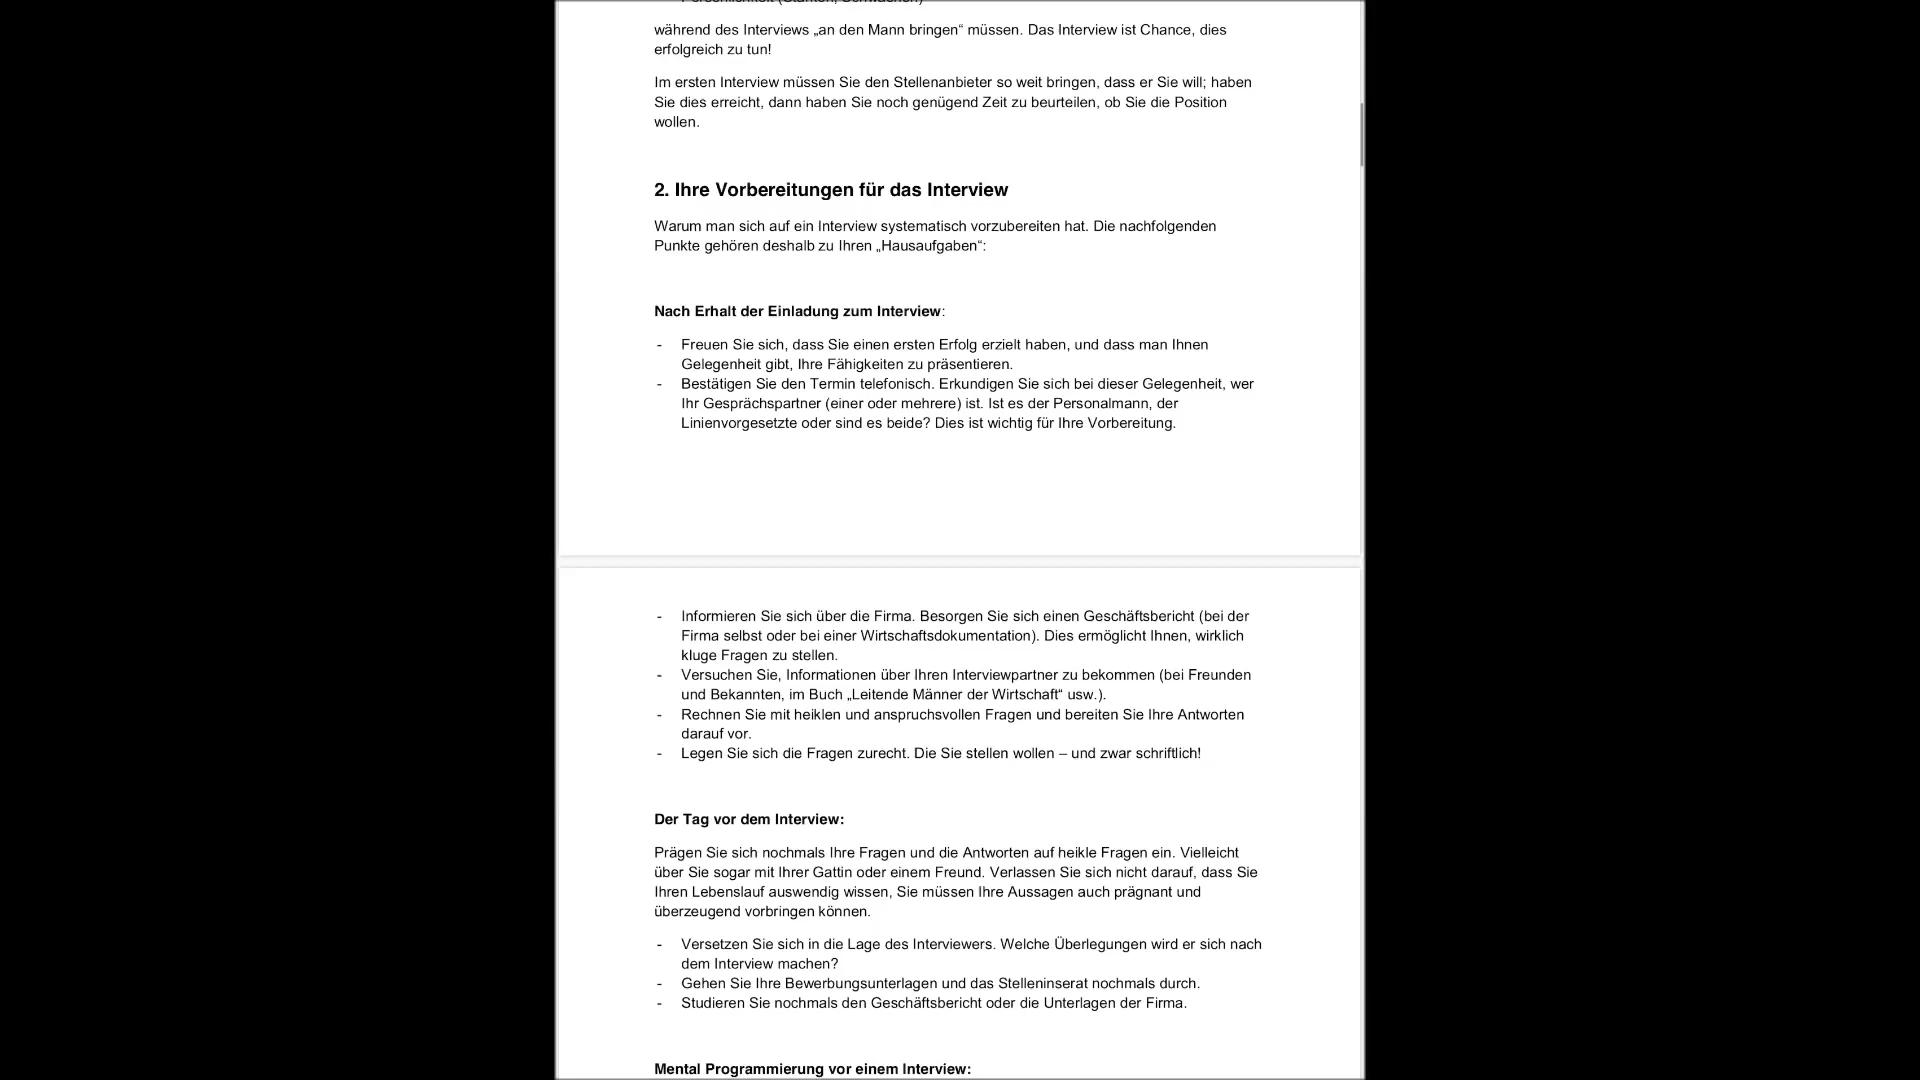 während des Interviews „an den Mann bringen“ müssen. Das Interview ist Chance, dies
erfolgreich zu tun!
Im ersten Interview müssen Sie den Stellenanbieter so weit bringen, dass er Sie will; haben
Sie dies erreicht, dann haben Sie noch genügend Zeit zu beurteilen, ob Sie die Position
wollen.
2. Ihre Vorbereitungen für das Interview
Warum man sich auf ein Interview systematisch vorzubereiten hat. Die nachfolgenden
Punkte gehören deshalb zu Ihren „Hausaufgaben“:
Nach Erhalt der Einladung zum Interview:
- Freuen Sie sich, dass Sie einen ersten Erfolg erzielt haben, und dass man Ihnen
Gelegenheit gibt, Ihre Fähigkeiten zu präsentieren.
- Bestätigen Sie den Termin telefonisch. Erkundigen Sie sich bei dieser Gelegenheit, wer
Ihr Gesprächspartner (einer oder mehrere) ist. Ist es der Personalmann, der
Linienvorgesetzte oder sind es beide? Dies ist wichtig für Ihre Vorbereitung.
- Informieren Sie sich über die Firma. Besorgen Sie sich einen Geschäftsbericht (bei der
Firma selbst oder bei einer Wirtschaftsdokumentation). Dies ermöglicht Ihnen, wirklich
kluge Fragen zu stellen.
- Versuchen Sie, Informationen über Ihren Interviewpartner zu bekommen (bei Freunden
und Bekannten, im Buch „Leitende Männer der Wirtschaft“ usw.).
- Rechnen Sie mit heiklen und anspruchsvollen Fragen und bereiten Sie Ihre Antworten
darauf vor.
- Legen Sie sich die Fragen zurecht. Die Sie stellen wollen – und zwar schriftlich!
Der Tag vor dem Interview:
Prägen Sie sich nochmals Ihre Fragen und die Antworten auf heikle Fragen ein. Vielleicht
über Sie sogar mit Ihrer Gattin oder einem Freund. Verlassen Sie sich nicht darauf, dass Sie
Ihren Lebenslauf auswendig wissen, Sie müssen Ihre Aussagen auch prägnant und
überzeugend vorbringen können.
- Versetzen Sie sich in die Lage des Interviewers. Welche Überlegungen wird er sich nach
dem Interview machen?
- Gehen Sie Ihre Bewerbungsunterlagen und das Stelleninserat nochmals durch.
- Studieren Sie nochmals den Geschäftsbericht oder die Unterlagen der Firma.
Mental Programmierung vor einem Interview: